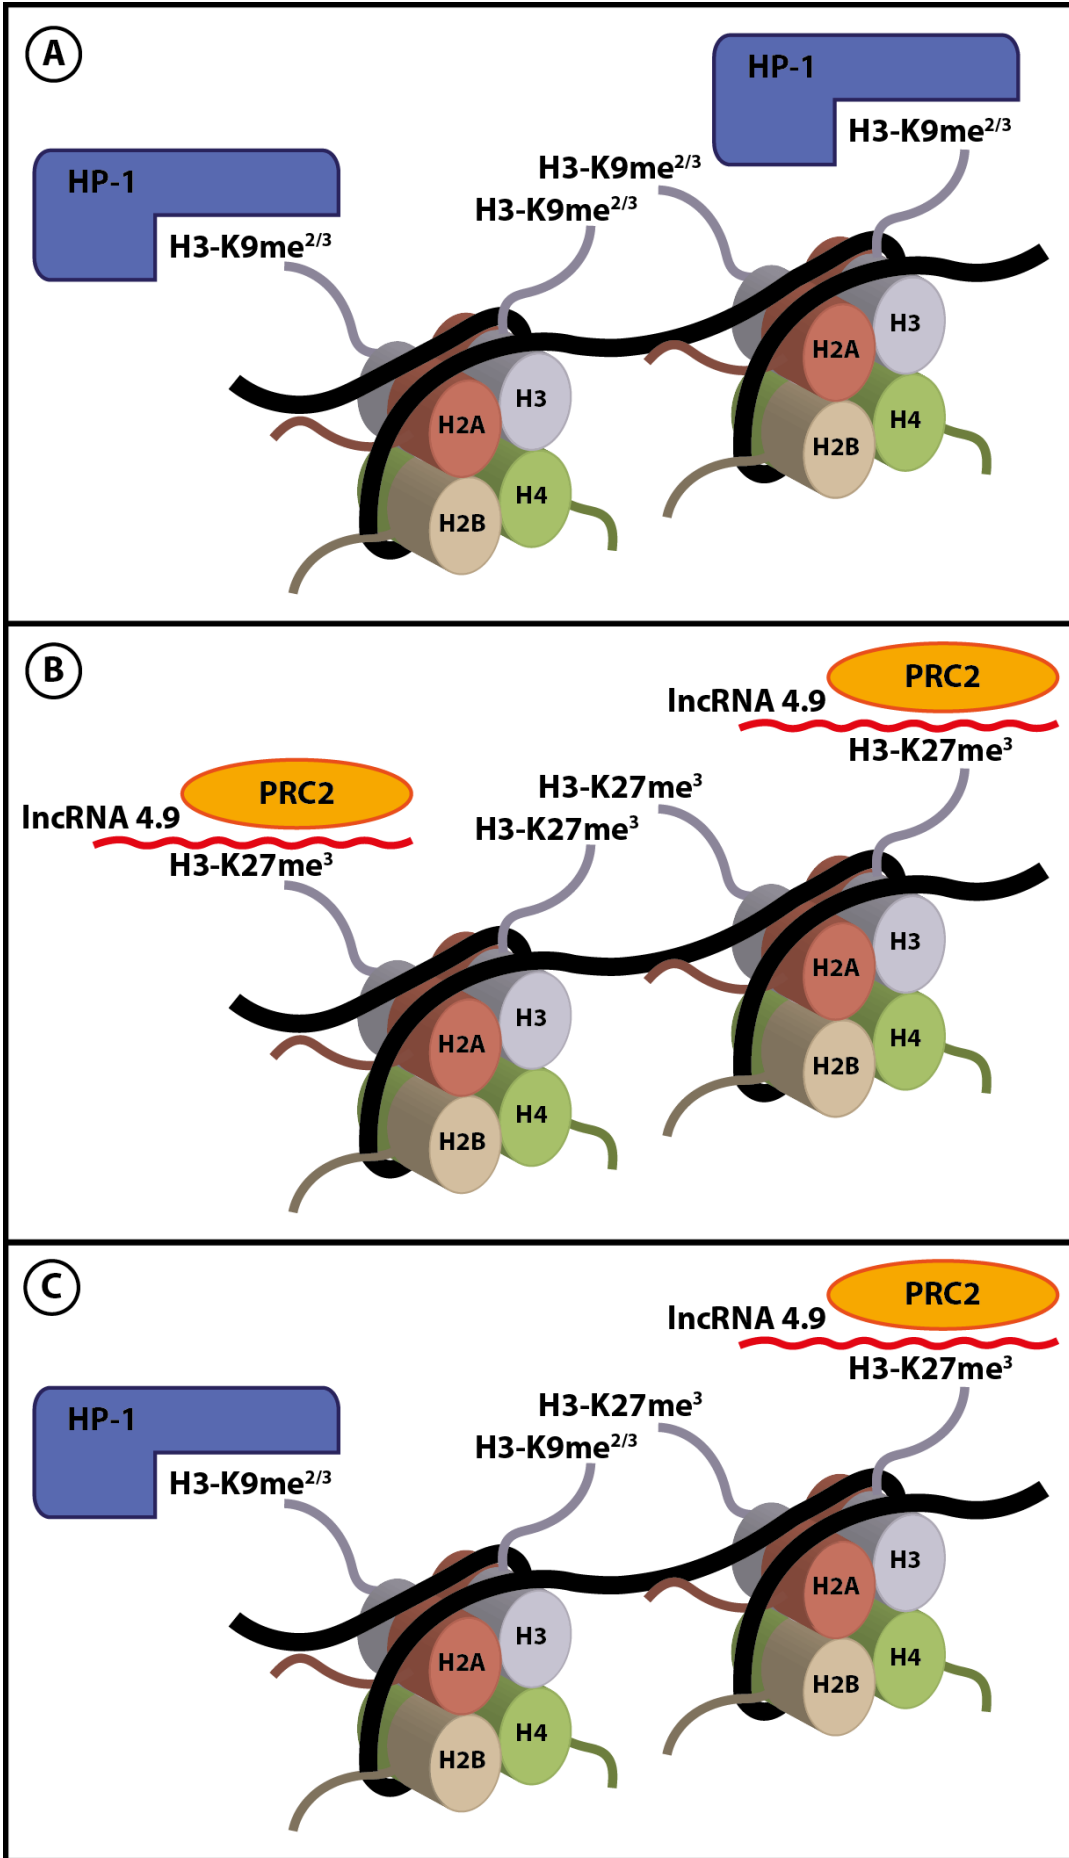 A
HP-1
H3-K9me²/³
HP-1
H3-K9me²/³
H3-K9me²/³
H3-K9me²/³
H3
H2A
H4
H2B
H3
H2A
H4
H2B
B
PRC2
lncRNA 4.9
H3-K27me³
PRC2
lncRNA 4.9
H3-K27me³
H3-K27me³
H3-K27me³
H3
H2A
H4
H2B
H3
H2A
H4
H2B
C
PRC2
lncRNA 4.9
H3-K27me³
HP-1
H3-K9me²/³
H3-K27me³
H3-K9me²/³
H3
H2A
H4
H2B
H3
H2A
H4
H2B